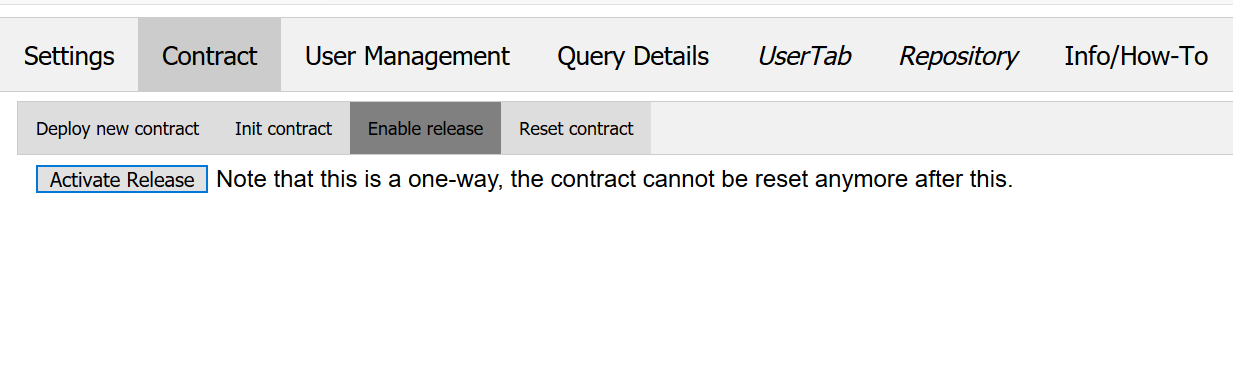 Settings Contract User Management Query Details UserTab Repository Info/How-To
Deploy new contract Init contract Enable release Reset contract
Activate Release Note that this is a one-way, the contract cannot be reset anymore after this.